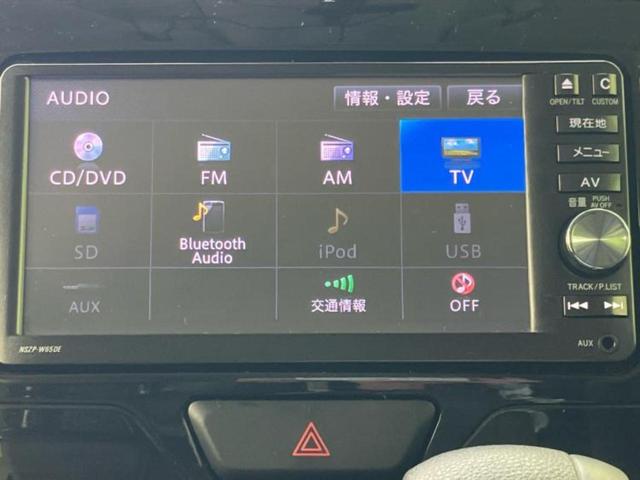 AUDIO
情報・設定
戻る
CD/DVD
FM
AM
TV
SD
Bluetooth
Audio
iPod
USB
AUX
交通情報
OFF
NSZP-W65DE
C
OPEN/TILT
CUSTOM
現在地
メニュー
AV
音量
PUSH
AV OFF
TRACK/P.LIST
AUX